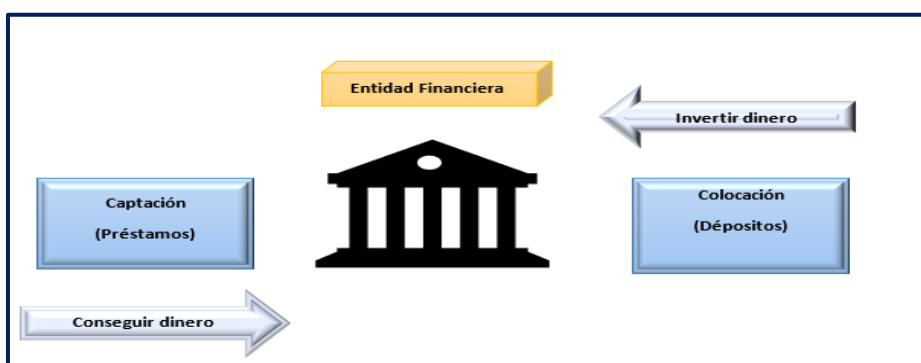 Entidad Financiera
Invertir dinero
Captación
(Préstamos)
Colocación
(Dépositos)
Conseguir dinero